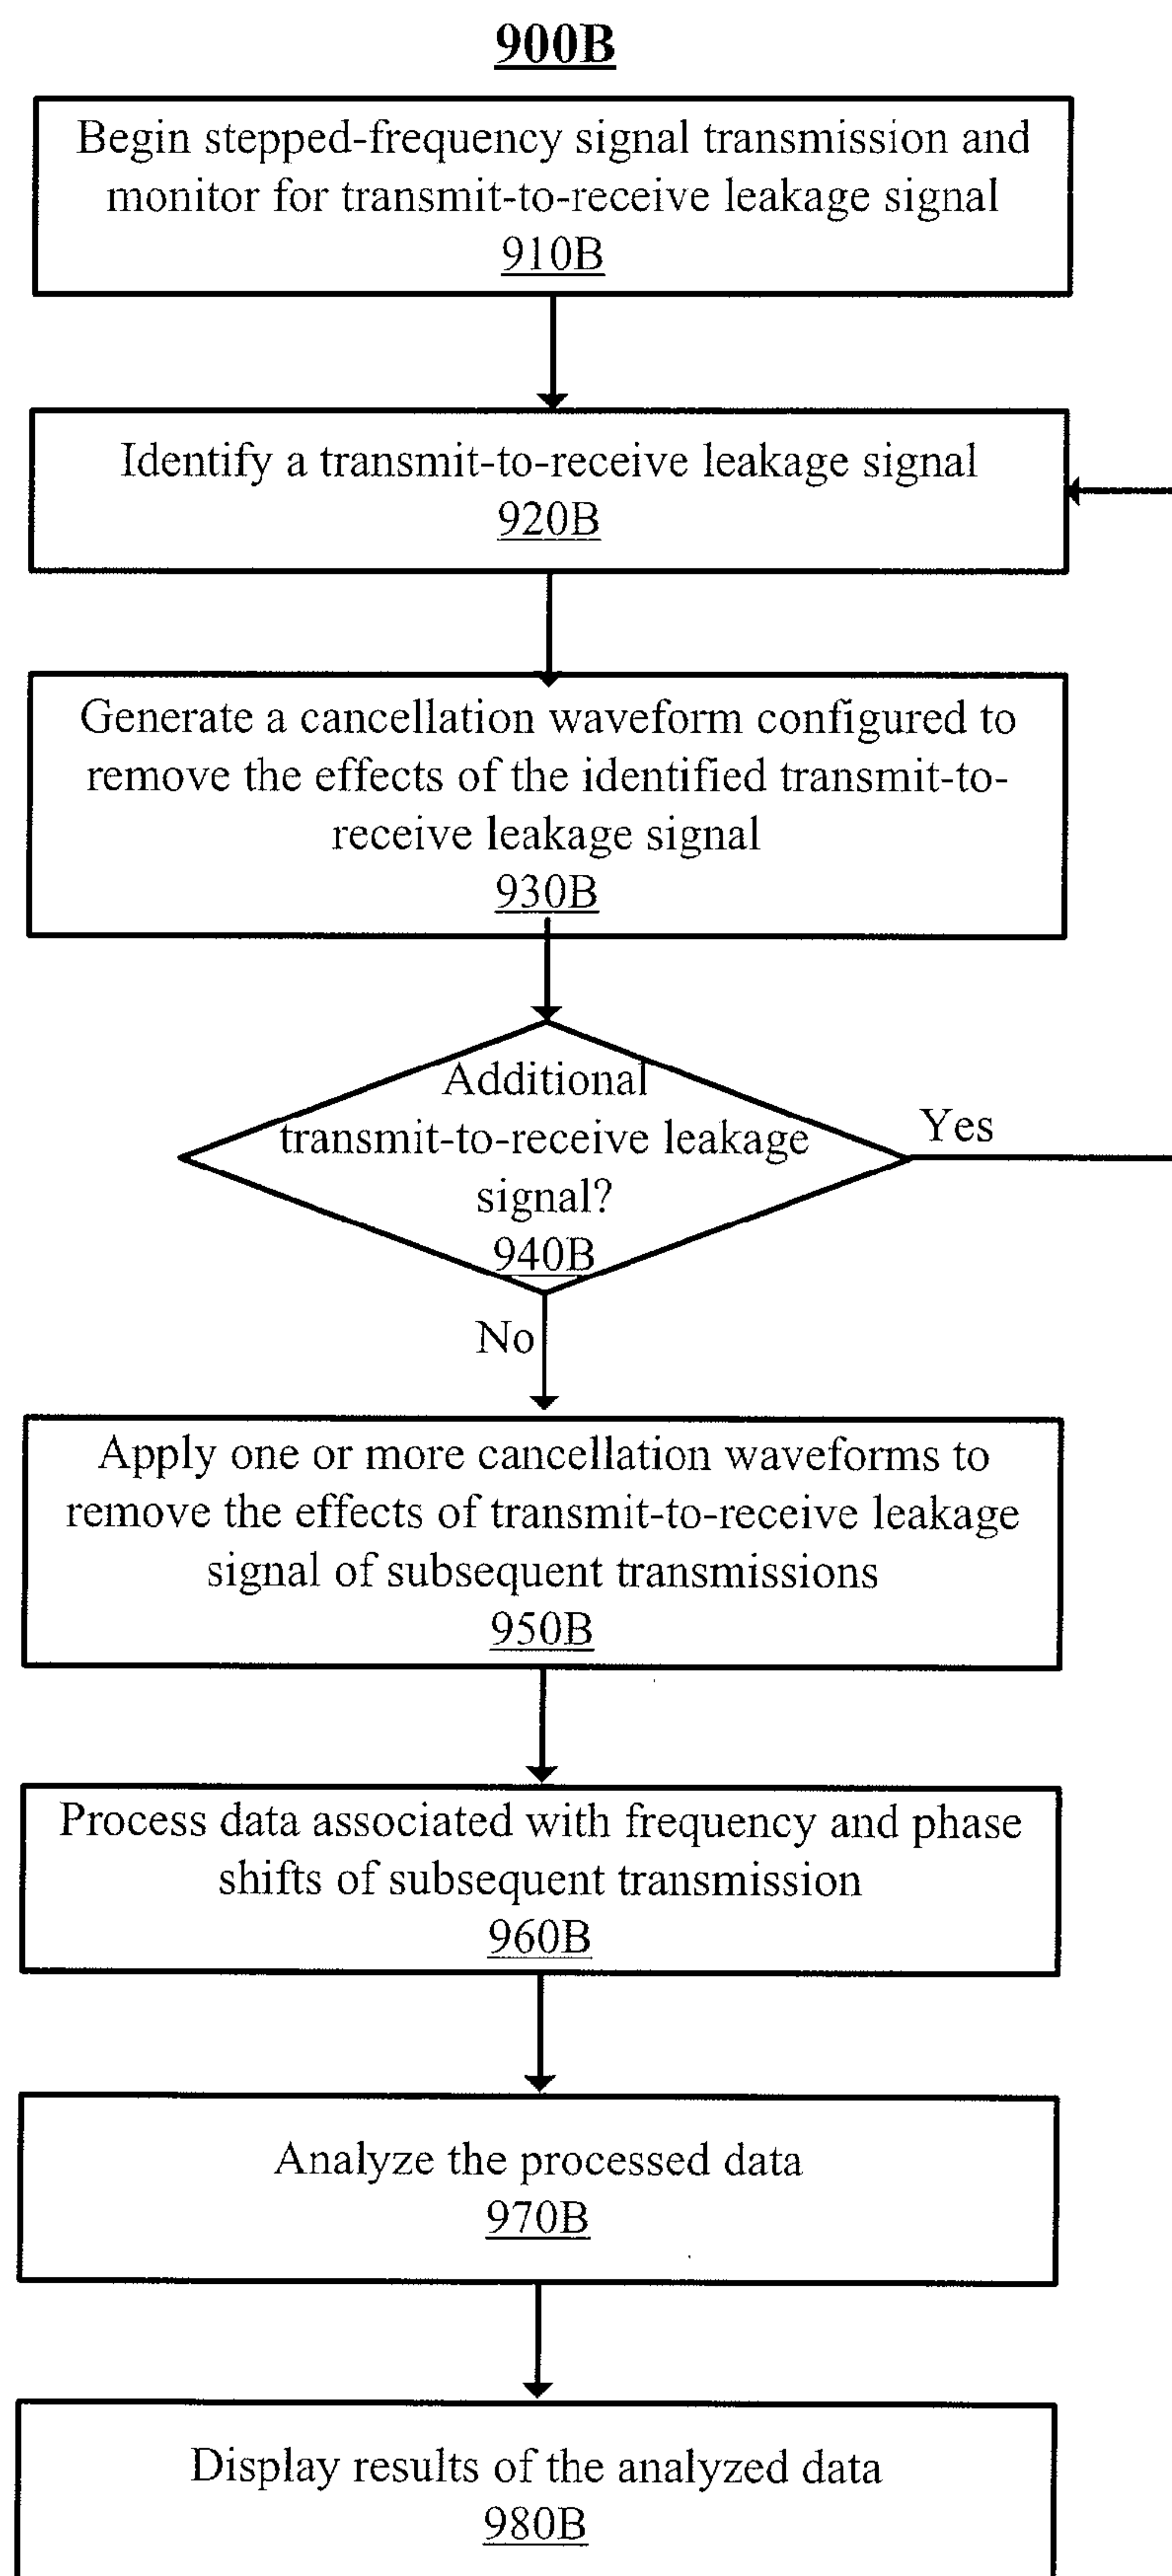 900B
Begin stepped-frequency signal transmission and
monitor for transmit-to-receive leakage signal
910B
Identify a transmit-to-receive leakage signal
920B
Generate a cancellation waveform configured to
remove the effects of the identified transmit-to-
receive leakage signal
930B
Additional
transmit-to-receive leakage
signal?
940B
Yes
No
Apply one or more cancellation waveforms to
remove the effects of transmit-to-receive leakage
signal of subsequent transmissions
950B
Process data associated with frequency and phase
shifts of subsequent transmission
960B
Analyze the processed data
970B
Display results of the analyzed data
980B